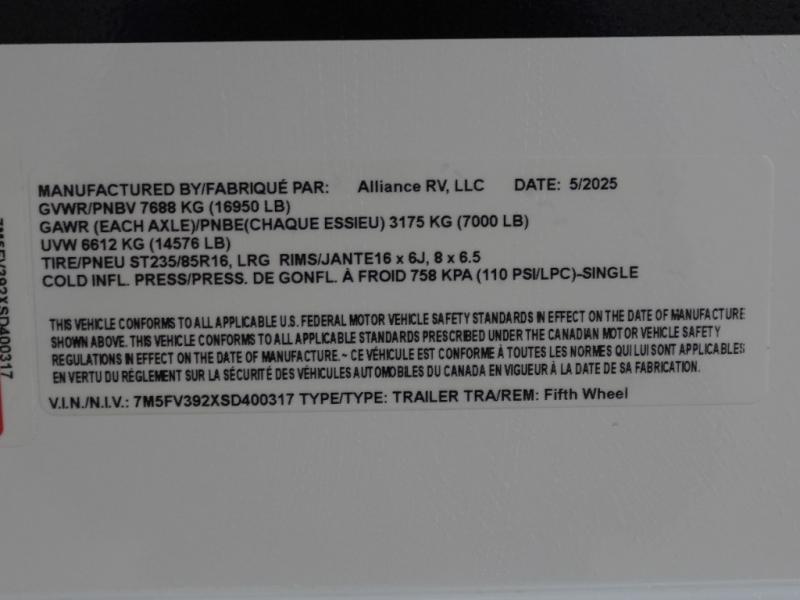 MANUFACTURED BY/FABRIQUÉ PAR: Alliance RV, LLC DATE: 5/2025
GVWR/PNBV 7688 KG (16950 LB)
GAWR (EACH AXLE)/PNBE(CHAQUE ESSIEU) 3175 KG (7000 LB)
UVW 6612 KG (14576 LB)
TIRE/PNEU ST235/85R16, LRG RIMS/JANTE16 x 6J, 8 x 6.5
COLD INFL. PRESS/PRESS. DE GONFL. À FROID 758 KPA (110 PSI/LPC)-SINGLE
THIS VEHICLE CONFORMS TO ALL APPLICABLE U.S. FEDERAL MOTOR VEHICLE SAFETY STANDARDS IN EFFECT ON THE DATE OF MANUFACTURE
SHOWN ABOVE. THIS VEHICLE CONFORMS TO ALL APPLICABLE STANDARDS PRESCRIBED UNDER THE CANADIAN MOTOR VEHICLE SAFETY
REGULATIONS IN EFFECT ON THE DATE OF MANUFACTURE.~ CE VÉHICULE EST CONFORME À TOUTES LES NORMES QUI LUI SONT APPLICABLES
EN VERTU DU RÉGLEMENT SUR LA SÉCURITÉ DES VÉHICULES AUTOMOBILES DU CANADA EN VIGUEUR À LA DATE DE SA FABRICATION.
V.I.N./N.I.V.: 7M5FV392XSD400317 TYPE/TYPE: TRAILER TRA/REM: Fifth Wheel
7M5FV392XSD400317